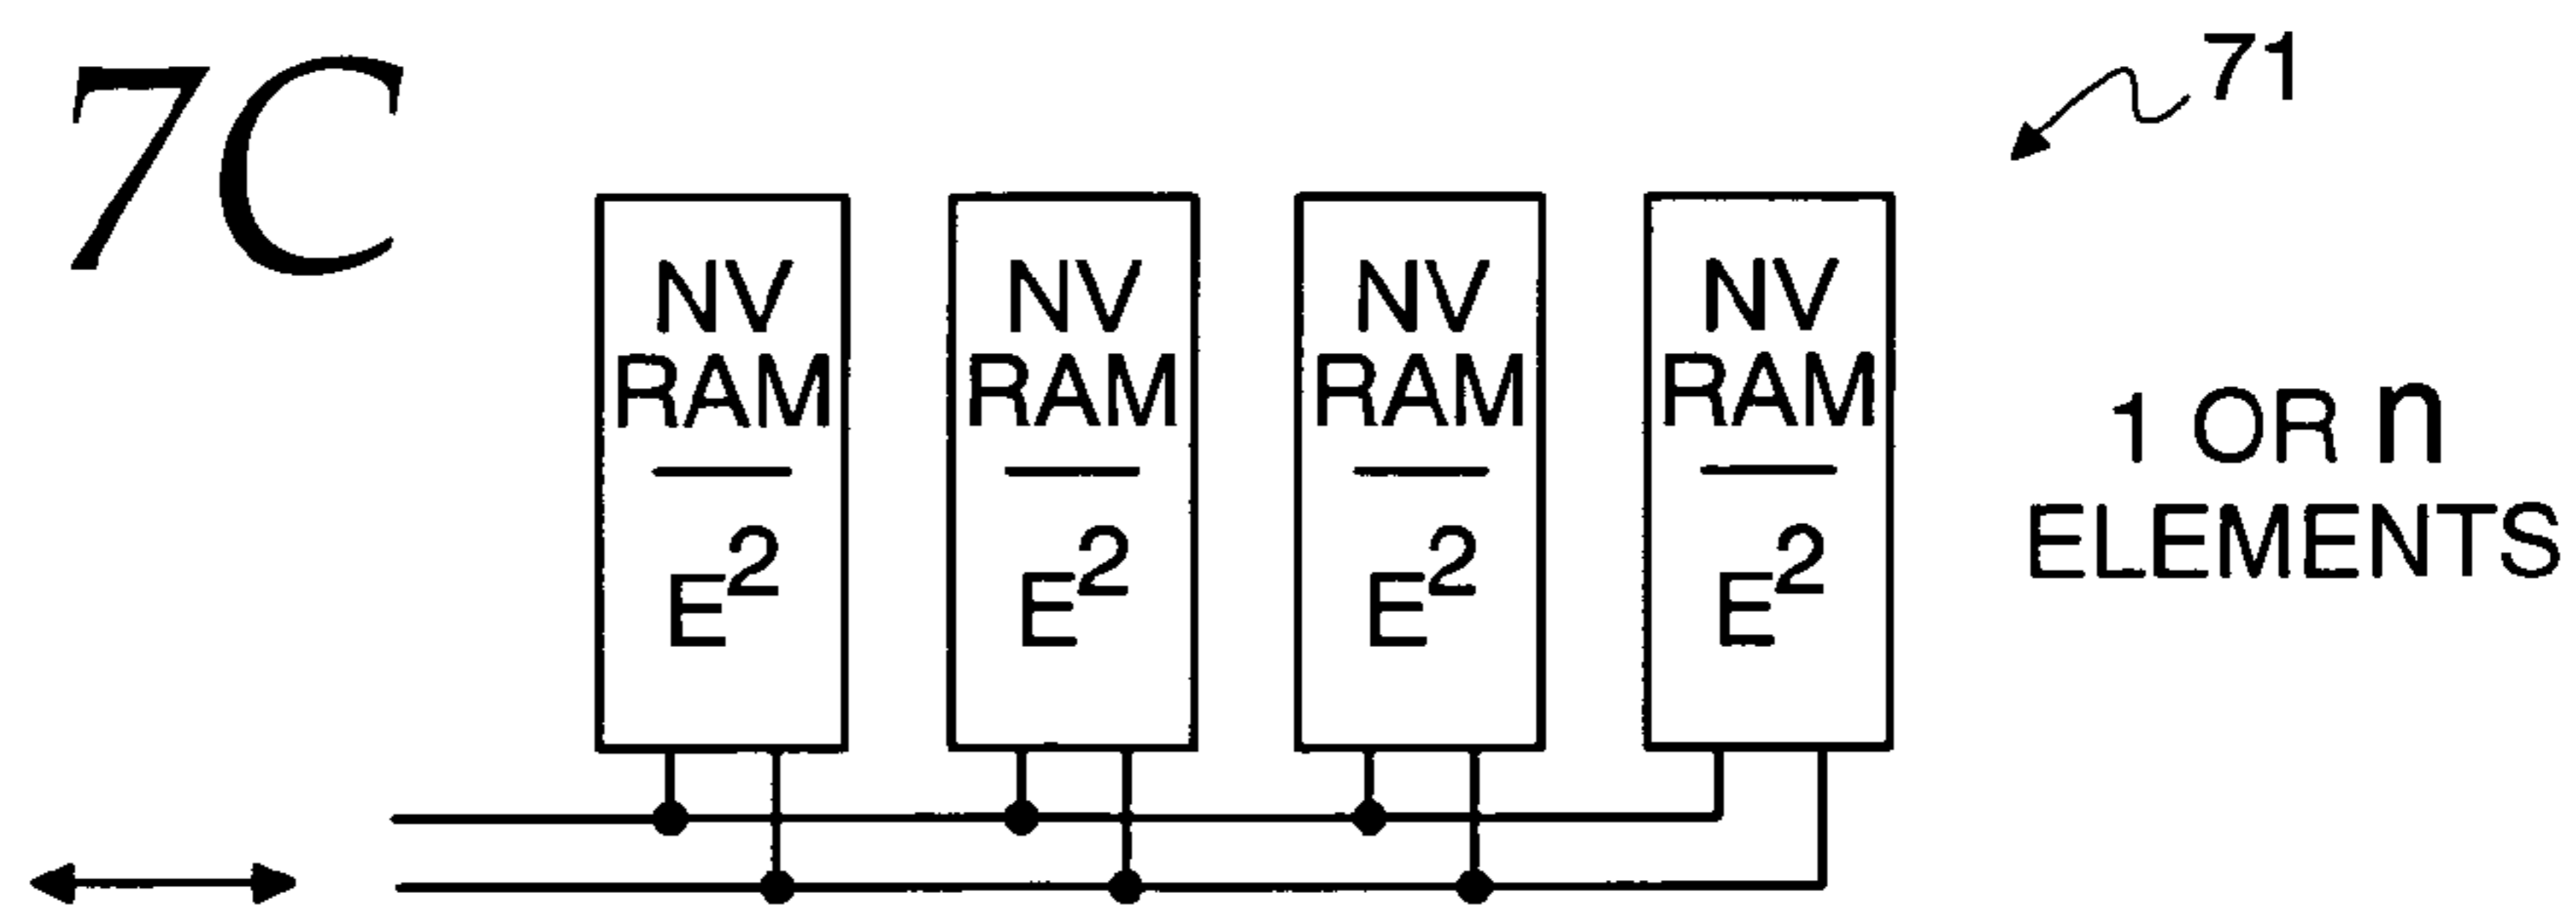 7C
71
NV
RAM
E²
NV
RAM
E²
NV
RAM
E²
NV
RAM
E²
1 OR n
ELEMENTS